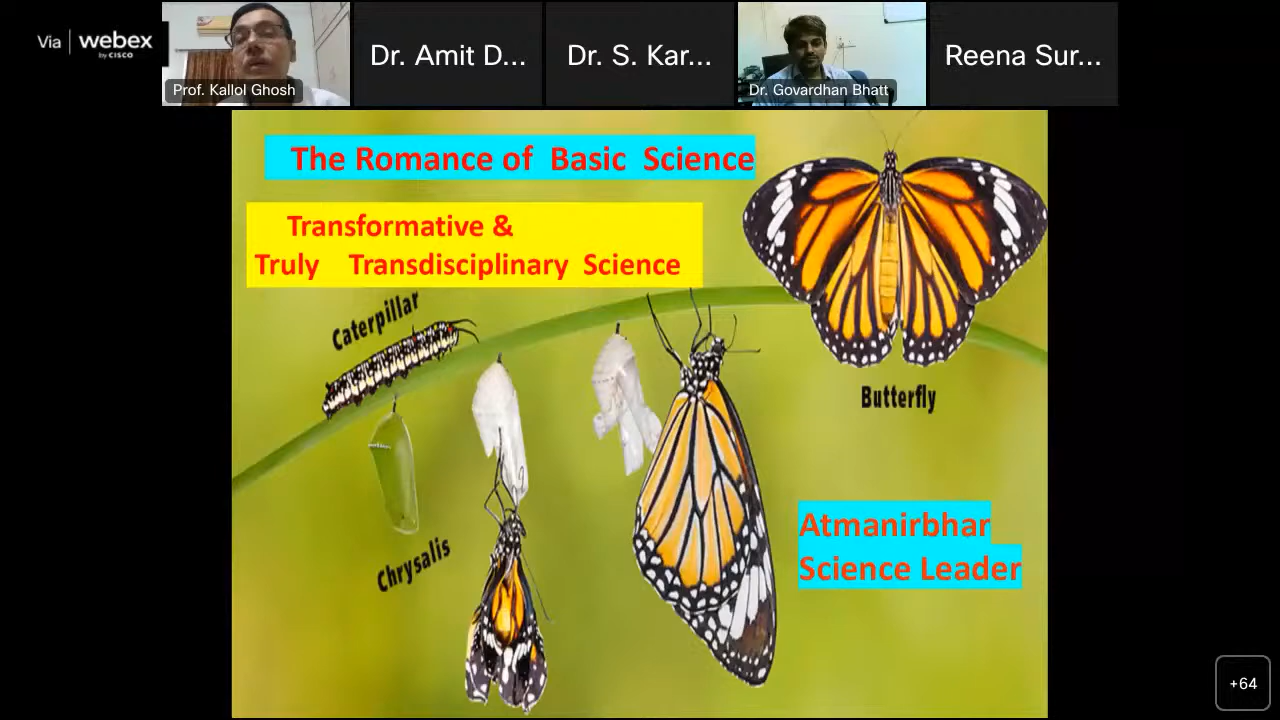 Via webex
by CISCO
Prof. Kallol Ghosh
Dr. Amit D...
Dr. S. Kar...
Dr. Govardhan Bhatt
Reena Sur...
The Romance of Basic Science
Transformative &
Truly Transdisciplinary Science
Caterpillar
Butterfly
Chrysalis
Atmanirbhar
Science Leader
+64